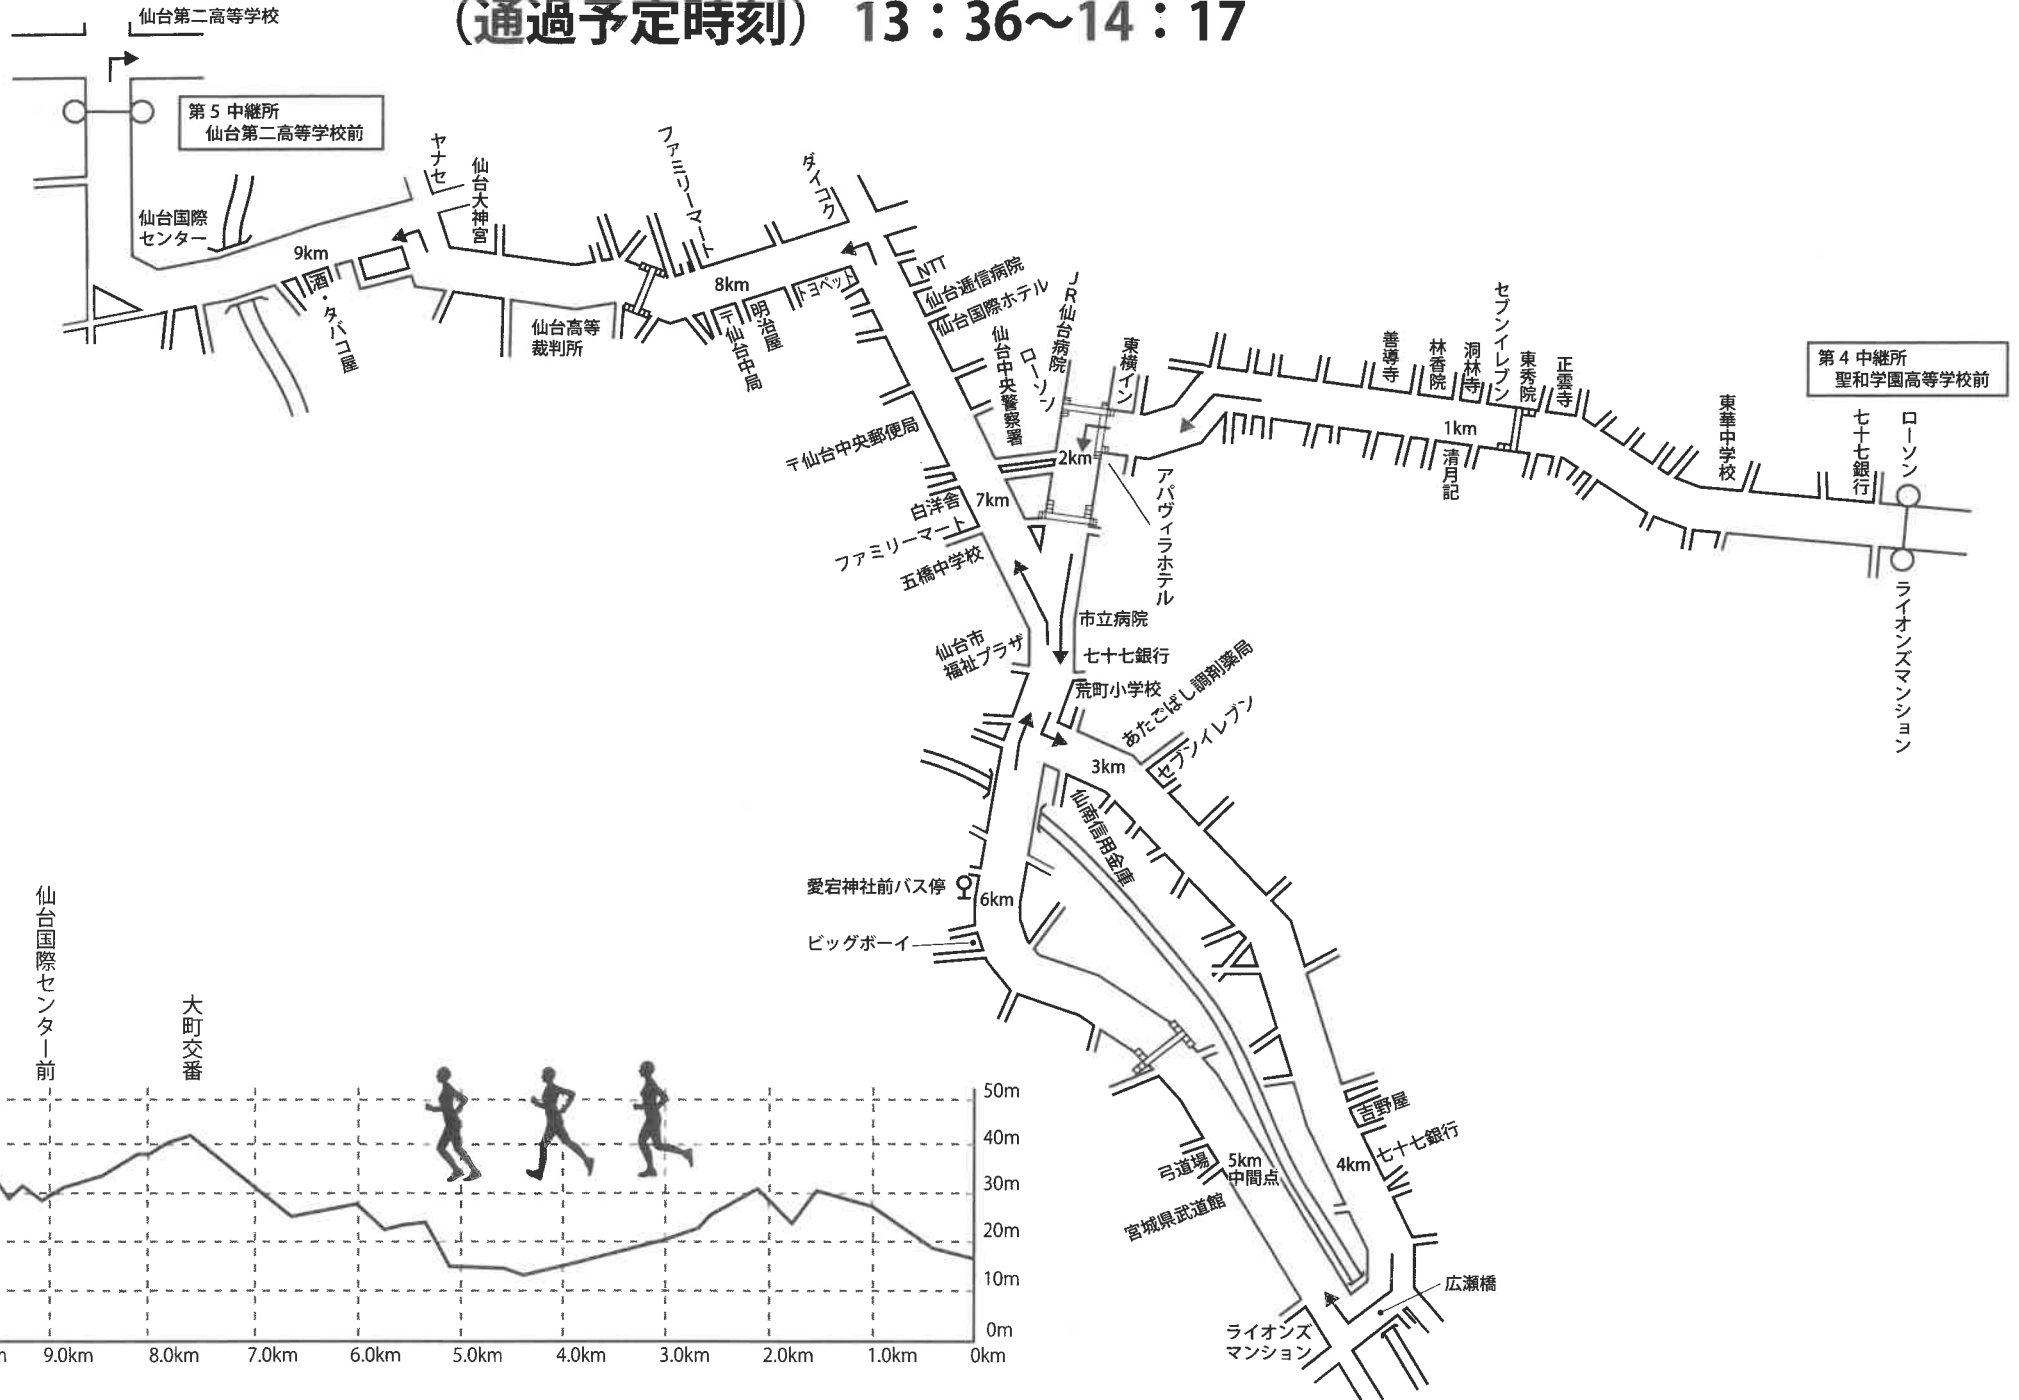 （通過予定時刻） 13：36～14：17
仙台第二高等学校
第5 中継所
仙台第二高等学校前
仙台国際
センター
9km
酒・タバコ屋
ヤナセ
仙台大神宮
仙台高等
裁判所
ファミリーマート
8km
〒仙台中局
明治屋
トヨペット
ダイコク
NTT
仙台逓信病院
仙台国際ホテル
仙台中央警察署
ローソン
JR仙台病院
東横イン
〒仙台中央郵便局
2km
7km
白洋舎
ファミリーマート
五橋中学校
アパヴィラホテル
善導寺
林香院
洞林寺
セブンイレブン
東秀院
正雲寺
1km
清月記
東華中学校
第4 中継所
聖和学園高等学校前
七十七銀行
ローソン
ライオンズマンション
市立病院
仙台市
福祉プラザ
七十七銀行
荒町小学校
あたごばし調剤薬局
セブンイレブン
3km
仙南信用金庫
愛宕神社前バス停
6km
ビッグボーイ
吉野屋
七十七銀行
4km
5km
中間点
弓道場
宮城県武道館
広瀬橋
ライオンズ
マンション
仙台国際センター前
大町交番
50m
40m
30m
20m
10m
0m
9.0km
8.0km
7.0km
6.0km
5.0km
4.0km
3.0km
2.0km
1.0km
0km